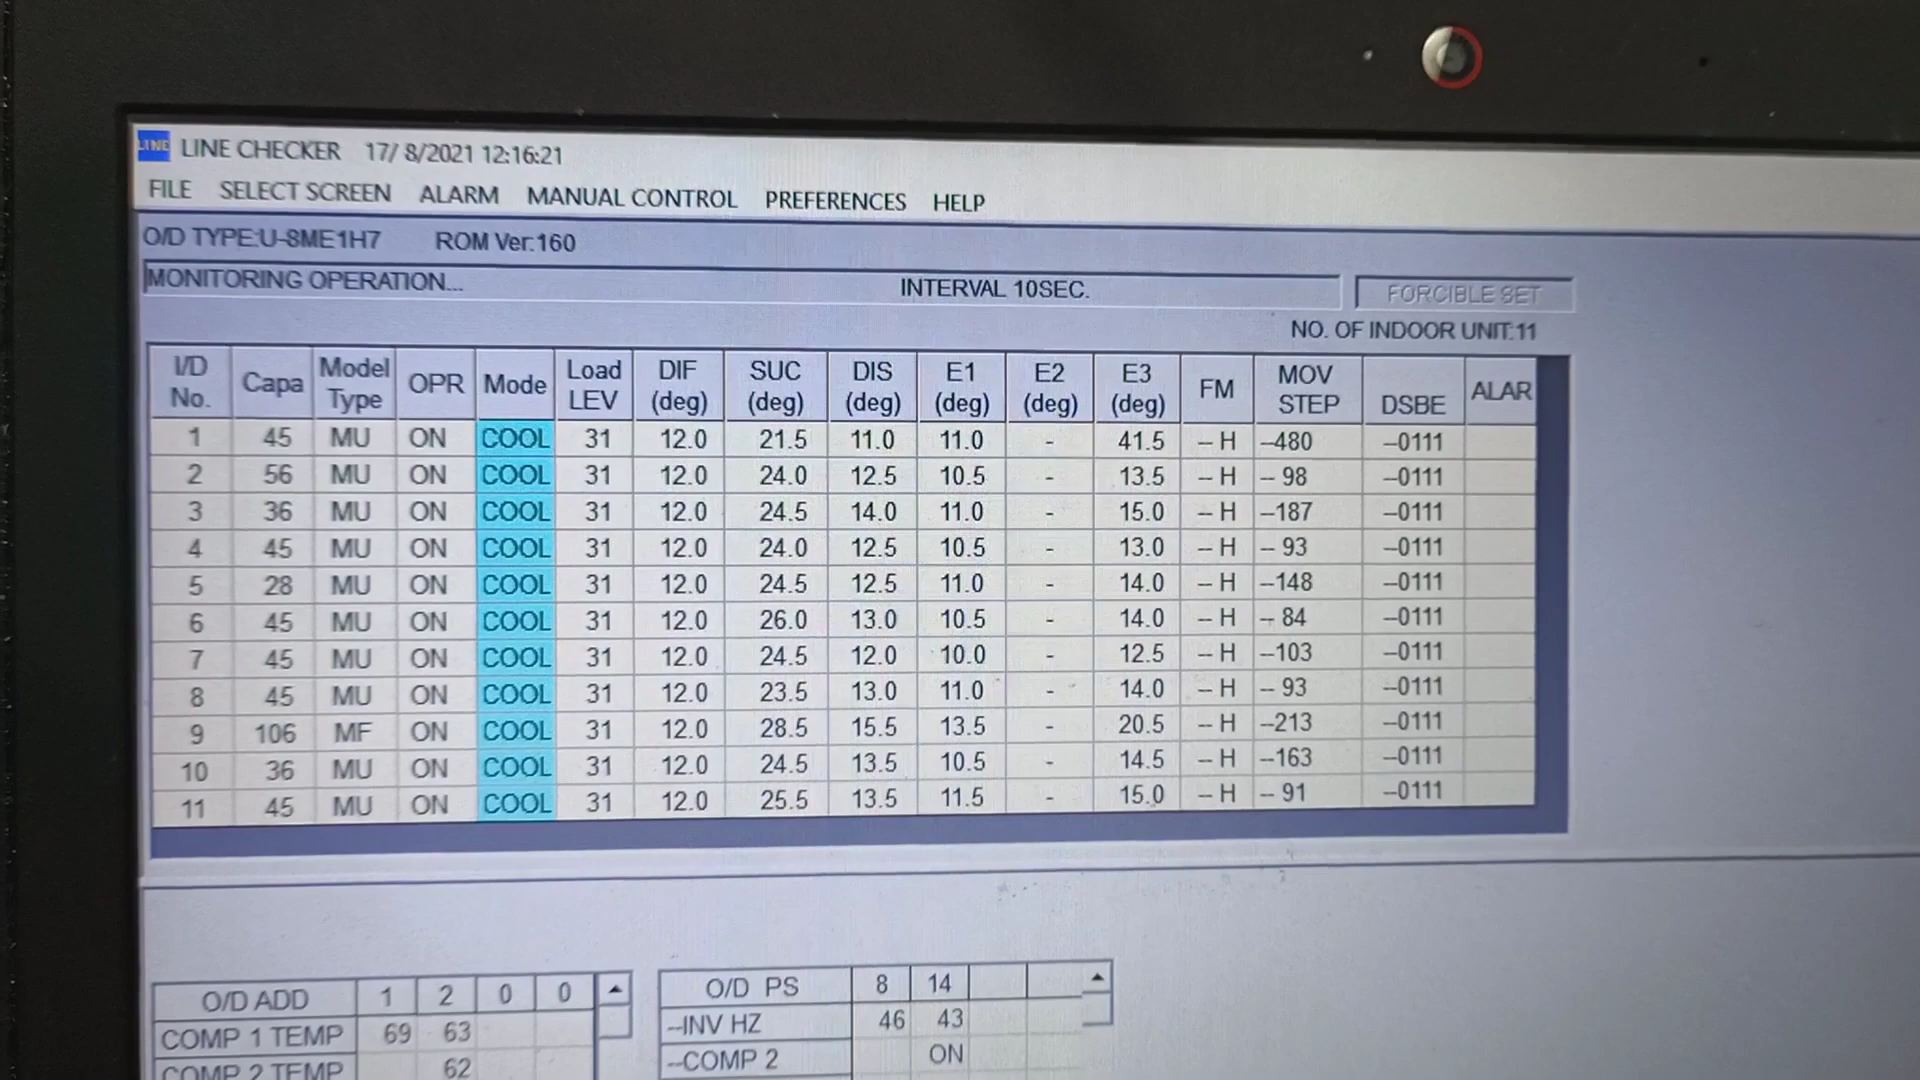 LINE LINE CHECKER 17/ 8/2021 12:16:21
FILE SELECT SCREEN ALARM MANUAL CONTROL PREFERENCES HELP
O/D TYPE:U-8ME1H7 ROM Ver:160
MONITORING OPERATION... INTERVAL 10SEC. FORCIBLE SET
NO. OF INDOOR UNIT:11
I/D No. Capa Model Type OPR Mode Load LEV DIF (deg) SUC (deg) DIS (deg) E1 (deg) E2 (deg) E3 (deg) FM MOV STEP DSBE ALAR
1 45 MU ON COOL 31 12.0 21.5 11.0 11.0 - 41.5 -- H --480 --0111
2 56 MU ON COOL 31 12.0 24.0 12.5 10.5 - 13.5 -- H -- 98 --0111
3 36 MU ON COOL 31 12.0 24.5 14.0 11.0 - 15.0 -- H --187 --0111
4 45 MU ON COOL 31 12.0 24.0 12.5 10.5 - 13.0 -- H -- 93 --0111
5 28 MU ON COOL 31 12.0 24.5 12.5 11.0 - 14.0 -- H --148 --0111
6 45 MU ON COOL 31 12.0 26.0 13.0 10.5 - 14.0 -- H -- 84 --0111
7 45 MU ON COOL 31 12.0 24.5 12.0 10.0 - 12.5 -- H --103 --0111
8 45 MU ON COOL 31 12.0 23.5 13.0 11.0 - 14.0 -- H -- 93 --0111
9 106 MF ON COOL 31 12.0 28.5 15.5 13.5 - 20.5 -- H --213 --0111
10 36 MU ON COOL 31 12.0 24.5 13.5 10.5 - 14.5 -- H --163 --0111
11 45 MU ON COOL 31 12.0 25.5 13.5 11.5 - 15.0 -- H -- 91 --0111
O/D ADD 1 2 0 0
COMP 1 TEMP 69 63
COMP 2 TEMP 62
O/D PS 8 14
--INV HZ 46 43
--COMP 2 ON